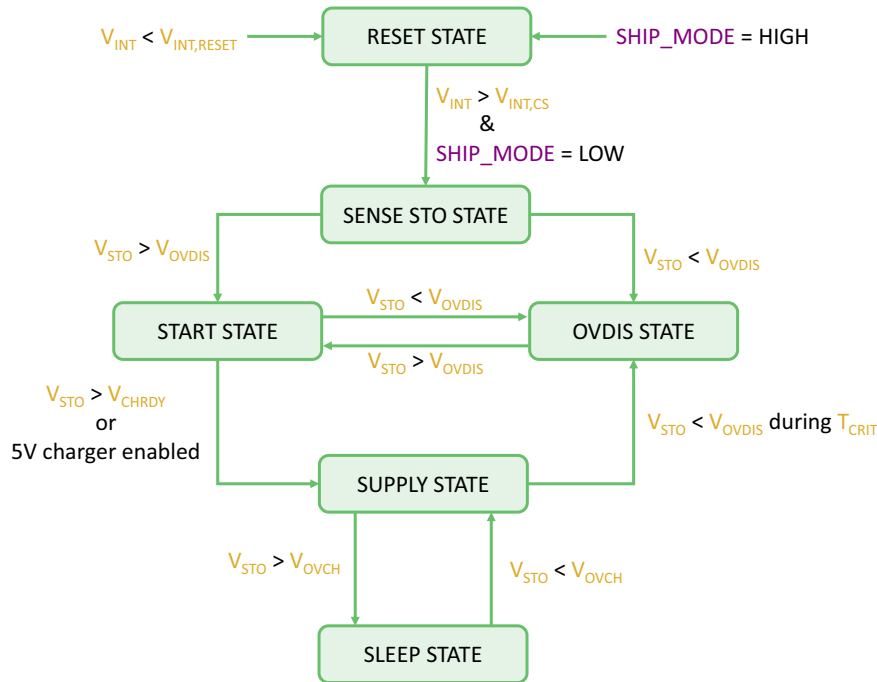 V_INT < V_INT,RESET
RESET STATE
SHIP_MODE = HIGH
V_INT > V_INT,CS
&
SHIP_MODE = LOW
SENSE STO STATE
V_STO > V_OVDIS
V_STO < V_OVDIS
START STATE
V_STO < V_OVDIS
V_STO > V_OVDIS
OVDIS STATE
V_STO > V_CHRDY
or
5V charger enabled
V_STO < V_OVDIS during T_CRIT
SUPPLY STATE
V_STO > V_OVCH
V_STO < V_OVCH
SLEEP STATE